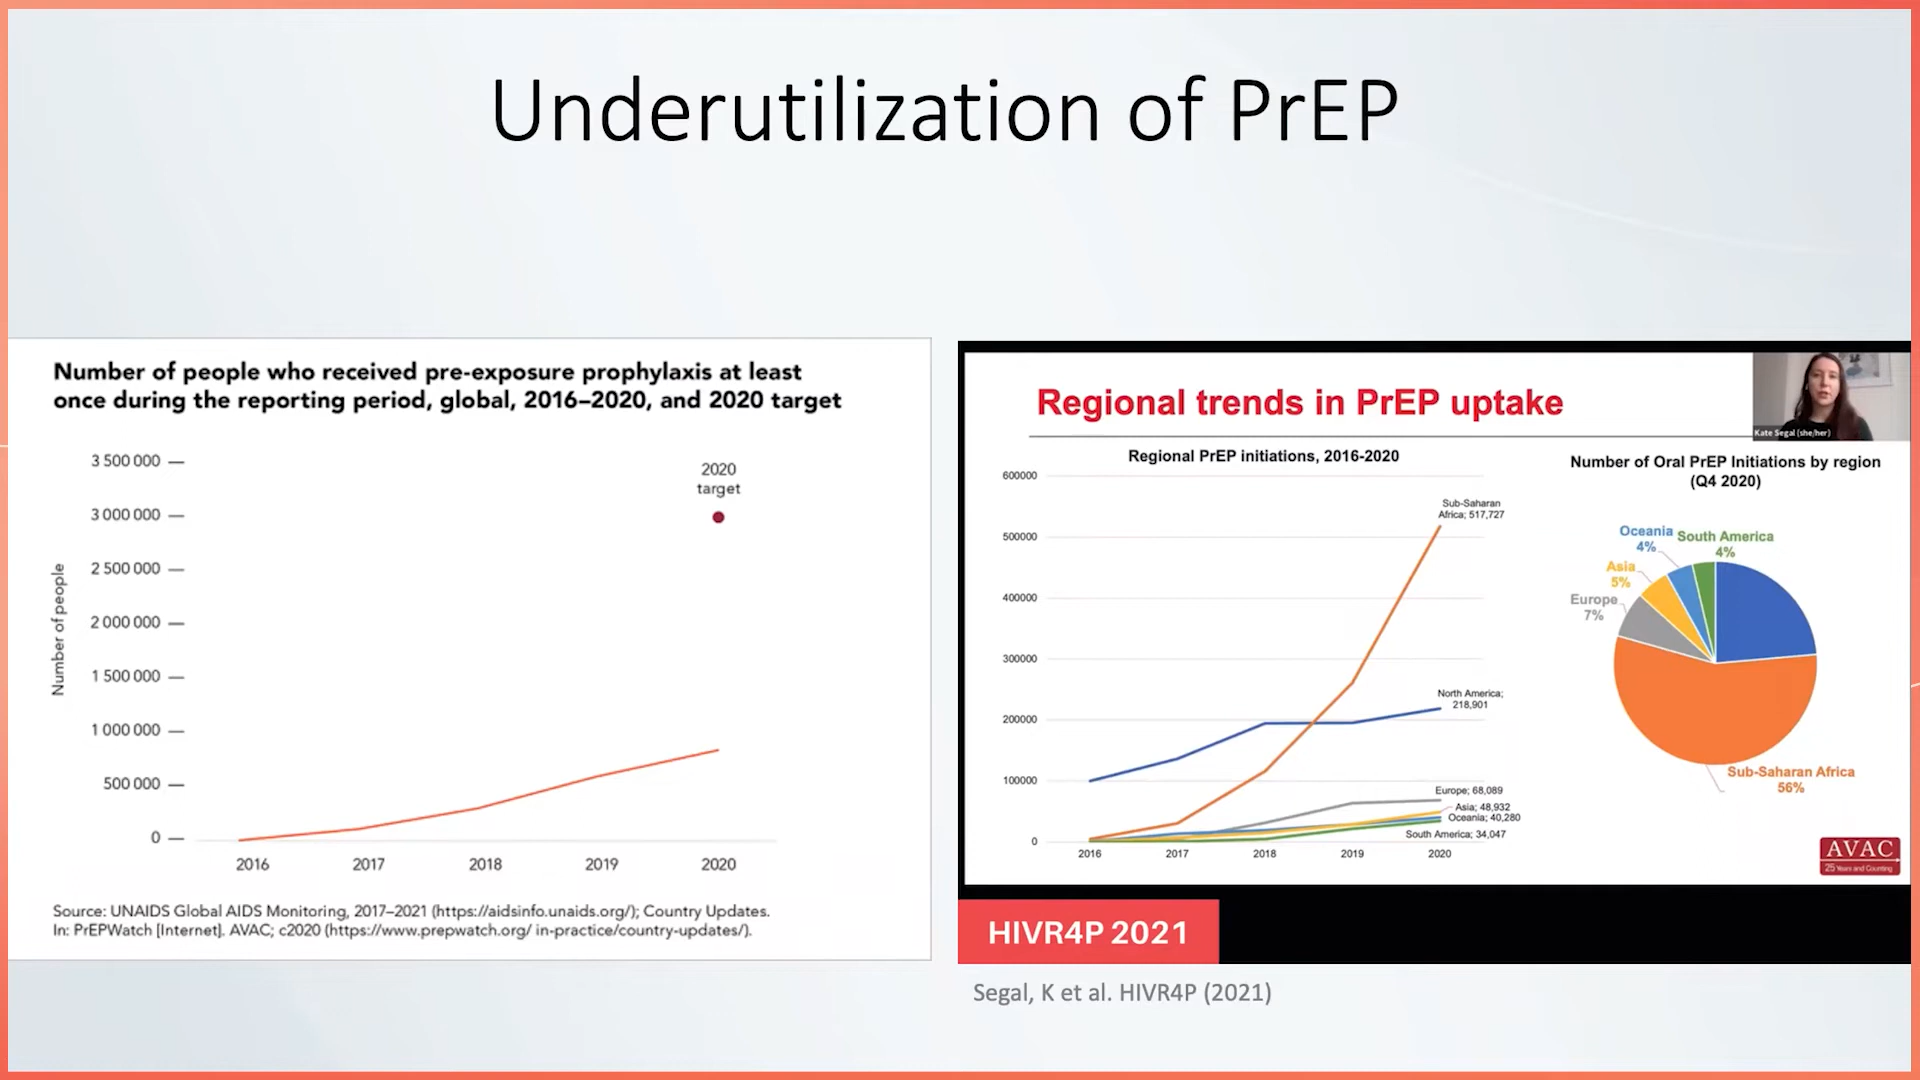 Underutilization of PrEP
Number of people who received pre-exposure prophylaxis at least
once during the reporting period, global, 2016–2020, and 2020 target
3 500 000
3 000 000
2 500 000
2 000 000
1 500 000
1 000 000
500 000
0
Number of people
2020
target
2016
2017
2018
2019
2020
Source: UNAIDS Global AIDS Monitoring, 2017–2021 (https://aidsinfo.unaids.org/); Country Updates.
In: PrEPWatch [Internet]. AVAC; c2020 (https://www.prepwatch.org/ in-practice/country-updates/).
Regional trends in PrEP uptake
Kate Segal (she/her)
Regional PrEP initiations, 2016-2020
600000
500000
400000
300000
200000
100000
0
2016
2017
2018
2019
2020
Sub-Saharan
Africa; 517,727
North America;
218,901
Europe; 68,089
Asia; 48,932
Oceania; 40,280
South America; 34,047
Number of Oral PrEP Initiations by region
(Q4 2020)
Oceania
4%
South America
4%
Asia
5%
Europe
7%
Sub-Saharan Africa
56%
AVAC
25 Years and Counting
HIVR4P 2021
Segal, K et al. HIVR4P (2021)